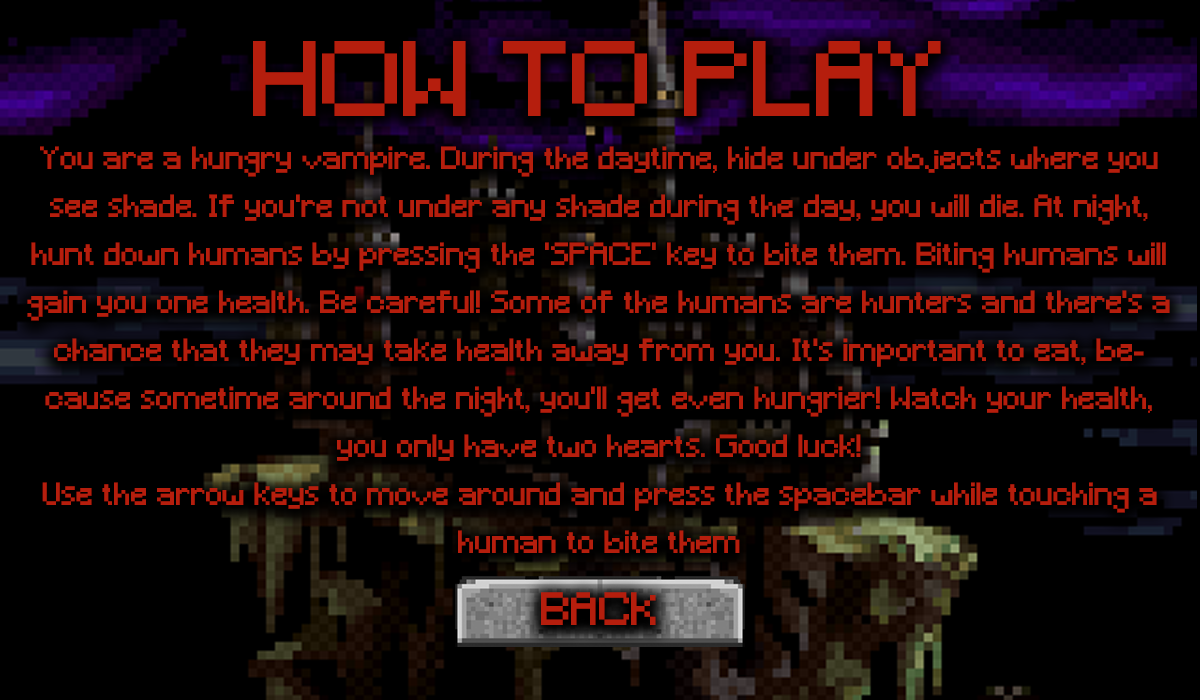 HOW TO PLAY
You are a hungry vampire. During the daytime, hide under objects where you
see shade. If you're not under any shade during the day, you will die. At night,
hunt down humans by pressing the 'SPACE' key to bite them. Biting humans will
gain you one health. Be careful! Some of the humans are hunters and there's a
chance that they may take health away from you. It's important to eat, be-
cause sometime around the night, you'll get even hungrier! Watch your health,
you only have two hearts. Good luck!
Use the arrow keys to move around and press the spacebar while touching a
human to bite them
BACK